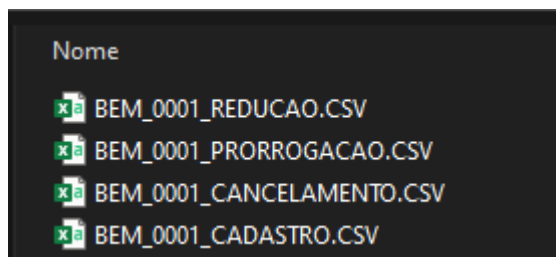 Nome
BEM_0001_REDUCAO.CSV
BEM_0001_PRORROGACAO.CSV
BEM_0001_CANCELAMENTO.CSV
BEM_0001_CADASTRO.CSV